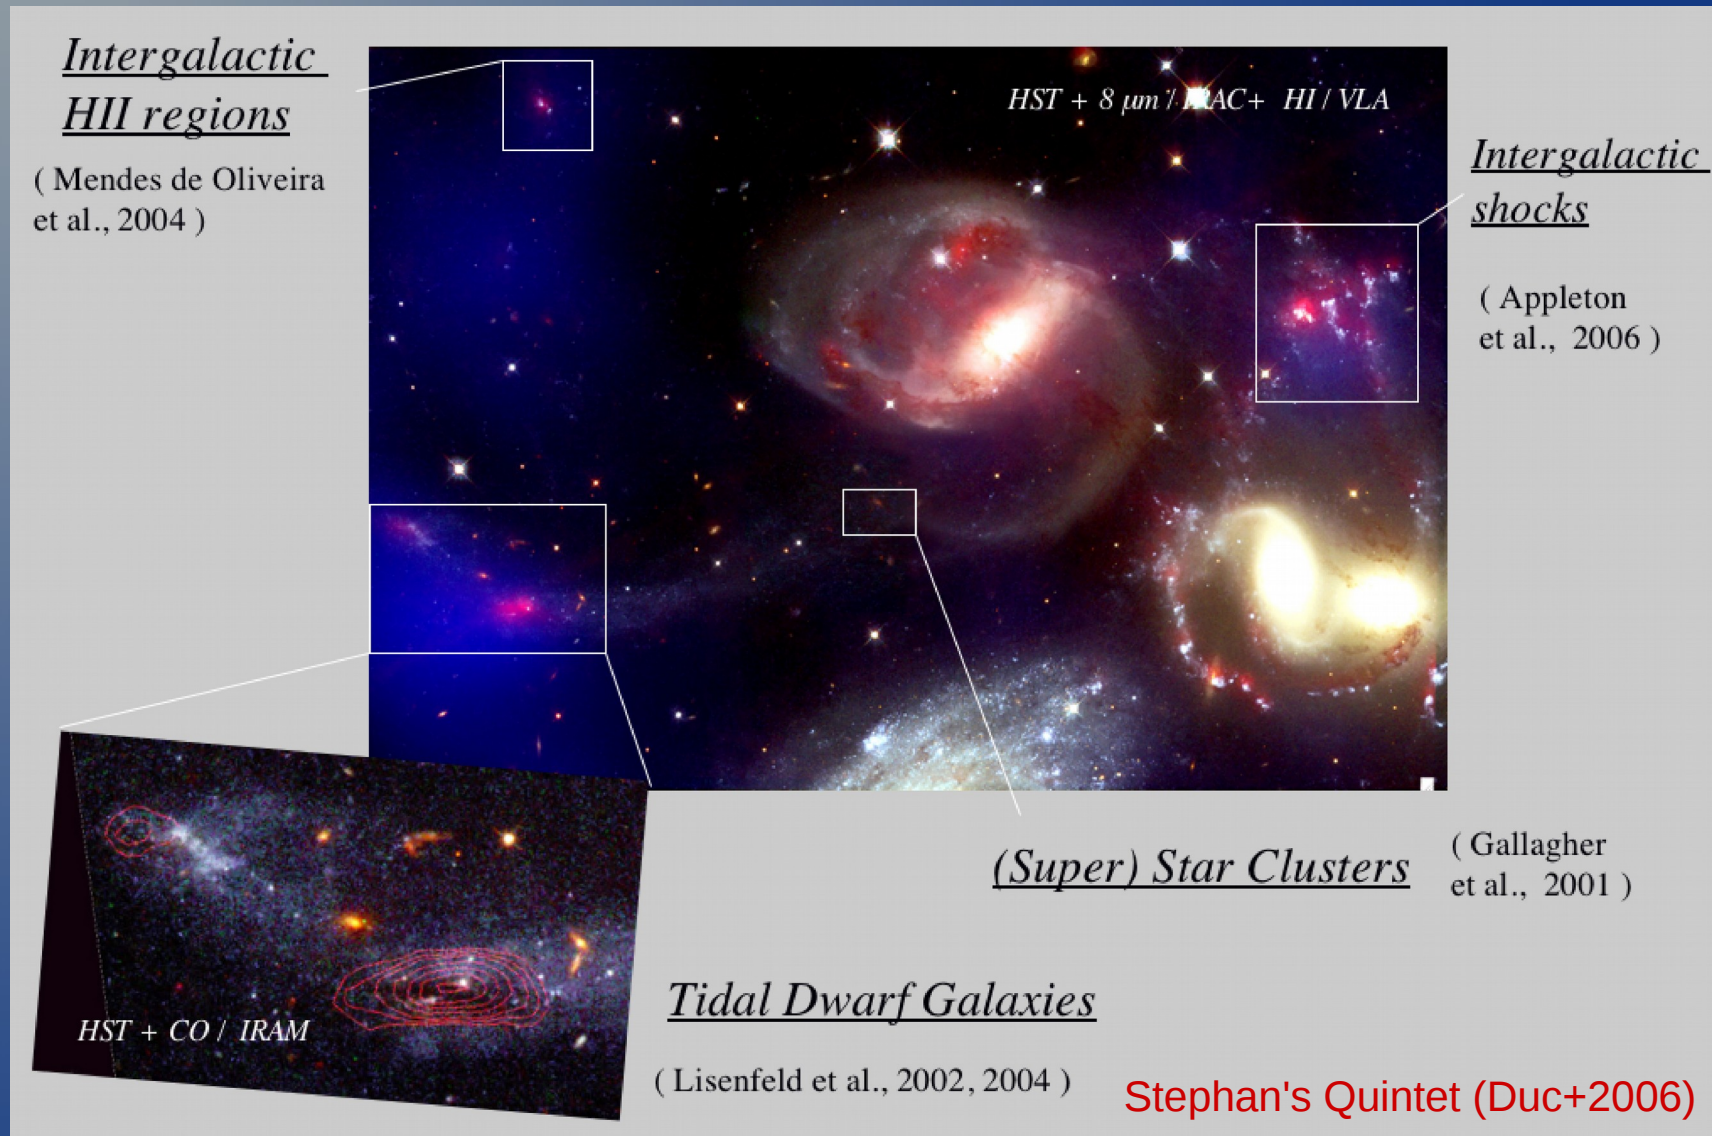 Intergalactic
HII regions
( Mendes de Oliveira
et al., 2004 )
HST + 8 μm / IRAC + HI / VLA
Intergalactic
shocks
( Appleton
et al., 2006 )
(Super) Star Clusters
( Gallagher
et al., 2001 )
HST + CO / IRAM
Tidal Dwarf Galaxies
( Lisenfeld et al., 2002, 2004 )
Stephan's Quintet (Duc+2006)